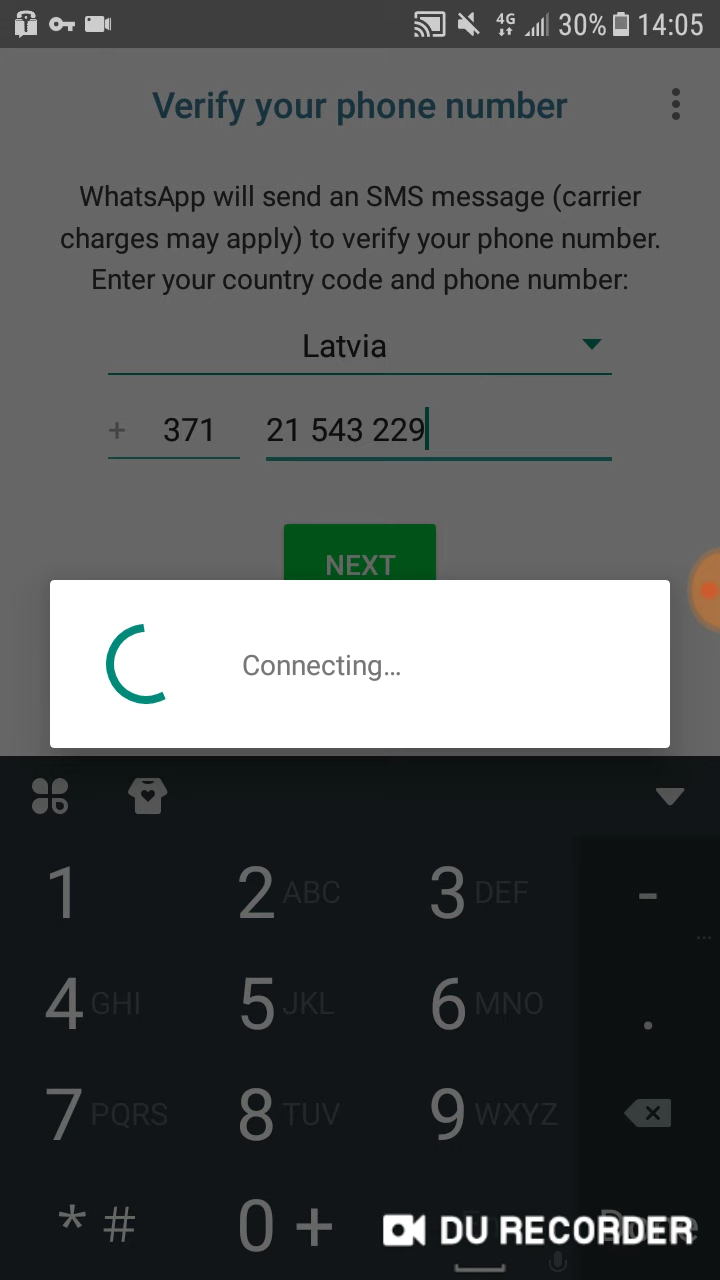 4G 30% 14:05
Verify your phone number
WhatsApp will send an SMS message (carrier
charges may apply) to verify your phone number.
Enter your country code and phone number:
Latvia
+ 371 21 543 229
NEXT
Connecting...
1 2 ABC 3 DEF -
4 GHI 5 JKL 6 MNO .
7 PQRS 8 TUV 9 WXYZ
* # 0 + Done
DU RECORDER